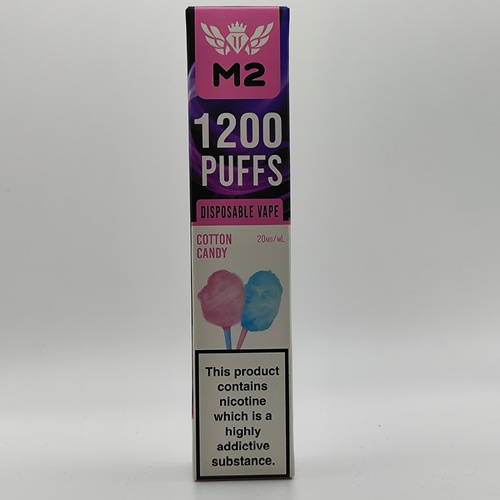 M2
1200
PUFFS
DISPOSABLE VAPE
COTTON
CANDY
20MG/ML
This product
contains
nicotine
which is a
highly
addictive
substance.